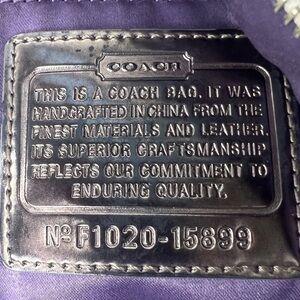 COACH
THIS IS A COACH BAG. IT WAS
HANDCRAFTED IN CHINA FROM THE
FINEST MATERIALS AND LEATHER.
ITS SUPERIOR CRAFTSMANSHIP
REFLECTS OUR COMMITMENT TO
ENDURING QUALITY.
Nº F1020-15899